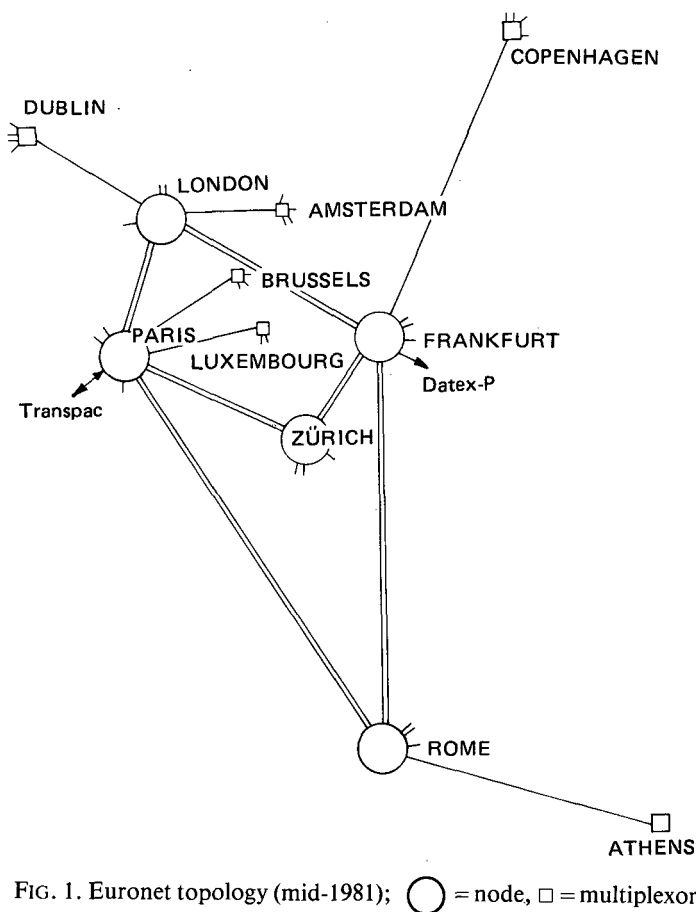 COPENHAGEN
DUBLIN
LONDON
AMSTERDAM
BRUSSELS
PARIS
FRANKFURT
LUXEMBOURG
Datex-P
Transpac
ZÜRICH
ROME
ATHENS
FIG. 1. Euronet topology (mid-1981); = node, = multiplexor